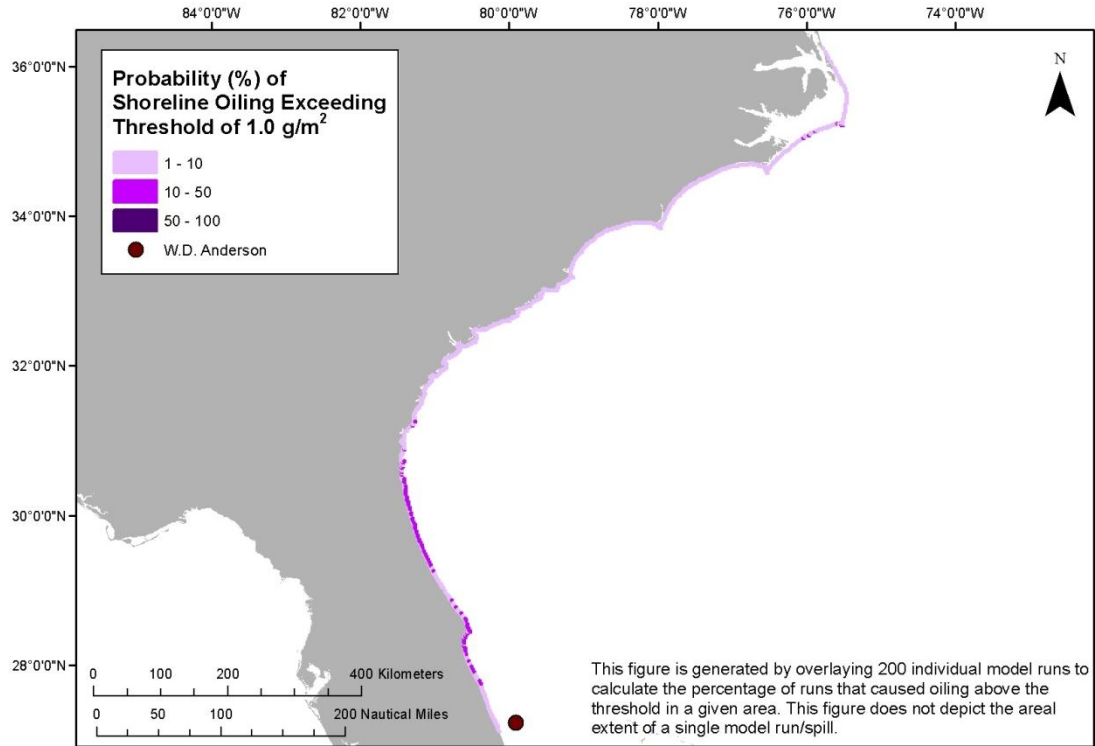 84°0'0"W 82°0'0"W 80°0'0"W 78°0'0"W 76°0'0"W 74°0'0"W
36°0'0"N
34°0'0"N
32°0'0"N
30°0'0"N
28°0'0"N
Probability (%) of
Shoreline Oiling Exceeding
Threshold of 1.0 g/m²
1 - 10
10 - 50
50 - 100
W.D. Anderson
N
0 100 200 400 Kilometers
0 50 100 200 Nautical Miles
This figure is generated by overlaying 200 individual model runs to
calculate the percentage of runs that caused oiling above the
threshold in a given area. This figure does not depict the areal
extent of a single model run/spill.